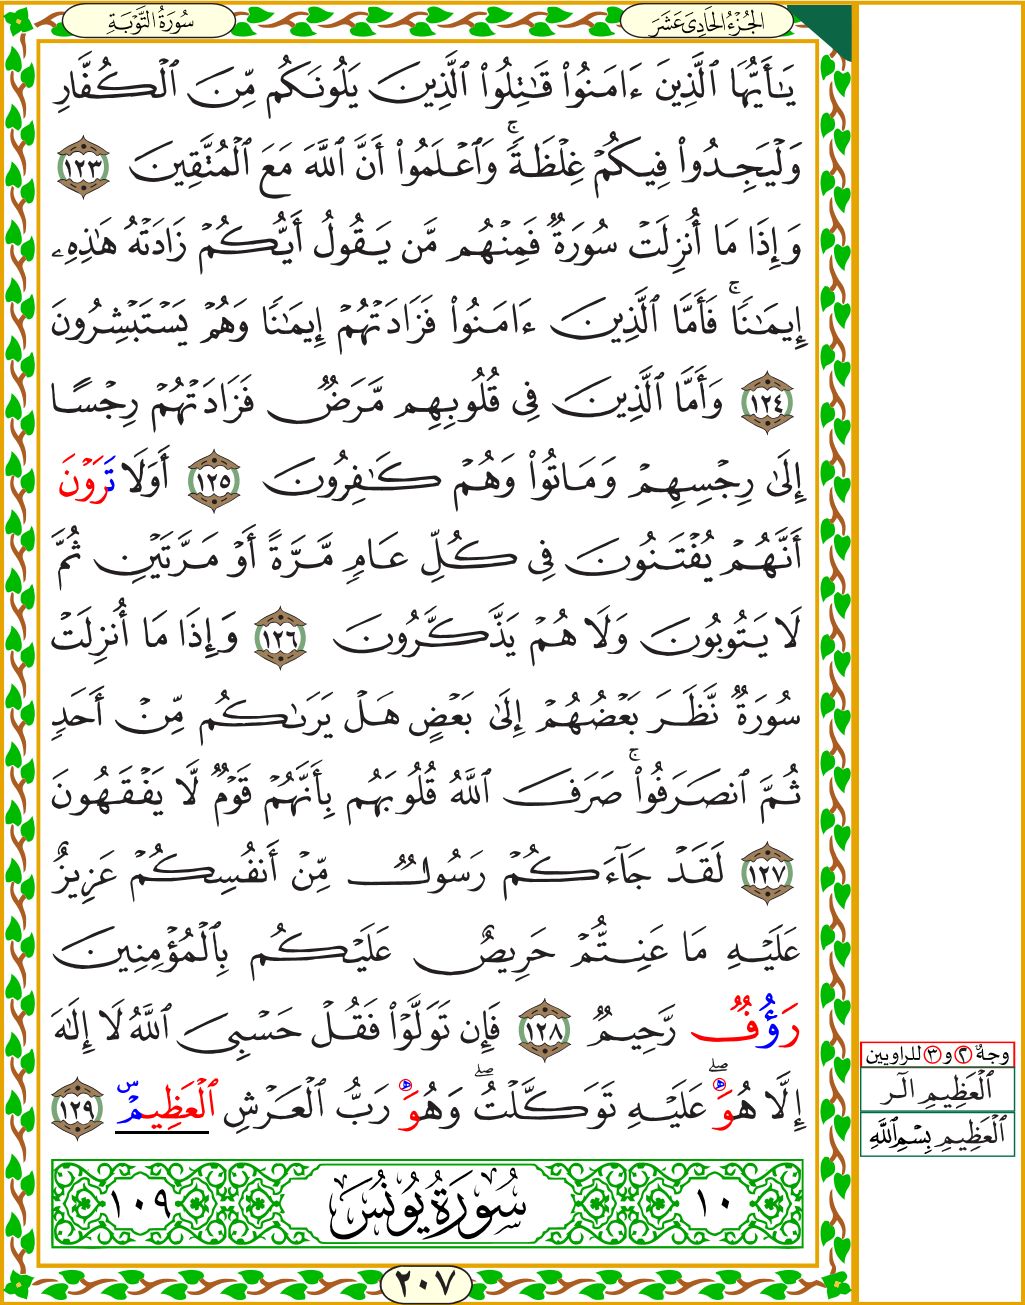 الجُزْءُ الحَادِىَ عَشَرَ
سُورَةُ التَّوْبَةِ
يَٰٓأَيُّهَا ٱلَّذِينَ ءَامَنُوا۟ قَٰتِلُوا۟ ٱلَّذِينَ يَلُونَكُم مِّنَ ٱلْكُفَّارِ
وَلْيَجِدُوا۟ فِيكُمْ غِلْظَةًۚ وَٱعْلَمُوا۟ أَنَّ ٱللَّهَ مَعَ ٱلْمُتَّقِينَ ١٢٣
وَإِذَا مَا أُنزِلَتْ سُورَةٌ فَمِنْهُم مَّن يَقُولُ أَيُّكُمْ زَادَتْهُ هَٰذِهِۦ
إِيمَٰنًاۚ فَأَمَّا ٱلَّذِينَ ءَامَنُوا۟ فَزَادَتْهُمْ إِيمَٰنًا وَهُمْ يَسْتَبْشِرُونَ
١٢٤ وَأَمَّا ٱلَّذِينَ فِى قُلُوبِهِم مَّرَضٌ فَزَادَتْهُمْ رِجْسًا
إِلَىٰ رِجْسِهِمْ وَمَاتُوا۟ وَهُمْ كَٰفِرُونَ ١٢٥ أَوَلَا تَرَوْنَ
أَنَّهُمْ يُفْتَنُونَ فِى كُلِّ عَامٍ مَّرَّةً أَوْ مَرَّتَيْنِ ثُمَّ
لَا يَتُوبُونَ وَلَا هُمْ يَذَّكَّرُونَ ١٢٦ وَإِذَا مَا أُنزِلَتْ
سُورَةٌ نَّظَرَ بَعْضُهُمْ إِلَىٰ بَعْضٍ هَلْ يَرَىٰكُم مِّنْ أَحَدٍ
ثُمَّ ٱنصَرَفُوا۟ۚ صَرَفَ ٱللَّهُ قُلُوبَهُم بِأَنَّهُمْ قَوْمٌ لَّا يَفْقَهُونَ
١٢٧ لَقَدْ جَآءَكُمْ رَسُولٌ مِّنْ أَنفُسِكُمْ عَزِيزٌ
عَلَيْهِ مَا عَنِتُّمْ حَرِيصٌ عَلَيْكُم بِٱلْمُؤْمِنِينَ
رَؤُفٌ رَّحِيمٌ ١٢٨ فَإِن تَوَلَّوْا۟ فَقُلْ حَسْبِىَ ٱللَّهُ لَا إِلَٰهَ
إِلَّا هُوَۖ عَلَيْهِ تَوَكَّلْتُۖ وَهُوَ رَبُّ ٱلْعَرْشِ ٱلْعَظِيمِ ١٢٩
١٠ سُورَةُ يُونُسَ ١٠٩
٢٠٧
وجهٌ ٢ و ٣ للراويين
ٱلْعَظِيمِ الٓر
ٱلْعَظِيمِ بِسْمِ ٱللَّهِ